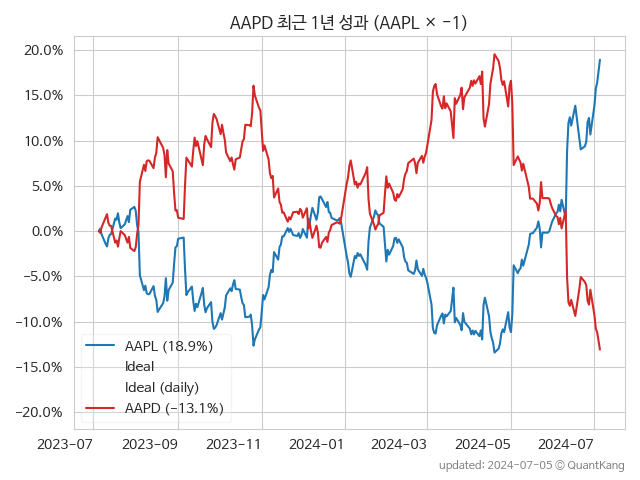 AAPD 최근 1년 성과 (AAPL × −1)
20.0%
15.0%
10.0%
5.0%
0.0%
−5.0%
−10.0%
−15.0%
−20.0%
AAPL (18.9%)
Ideal
Ideal (daily)
AAPD (−13.1%)
2023-07
2023-09
2023-11
2024-01
2024-03
2024-05
2024-07
updated: 2024-07-05 © QuantKang